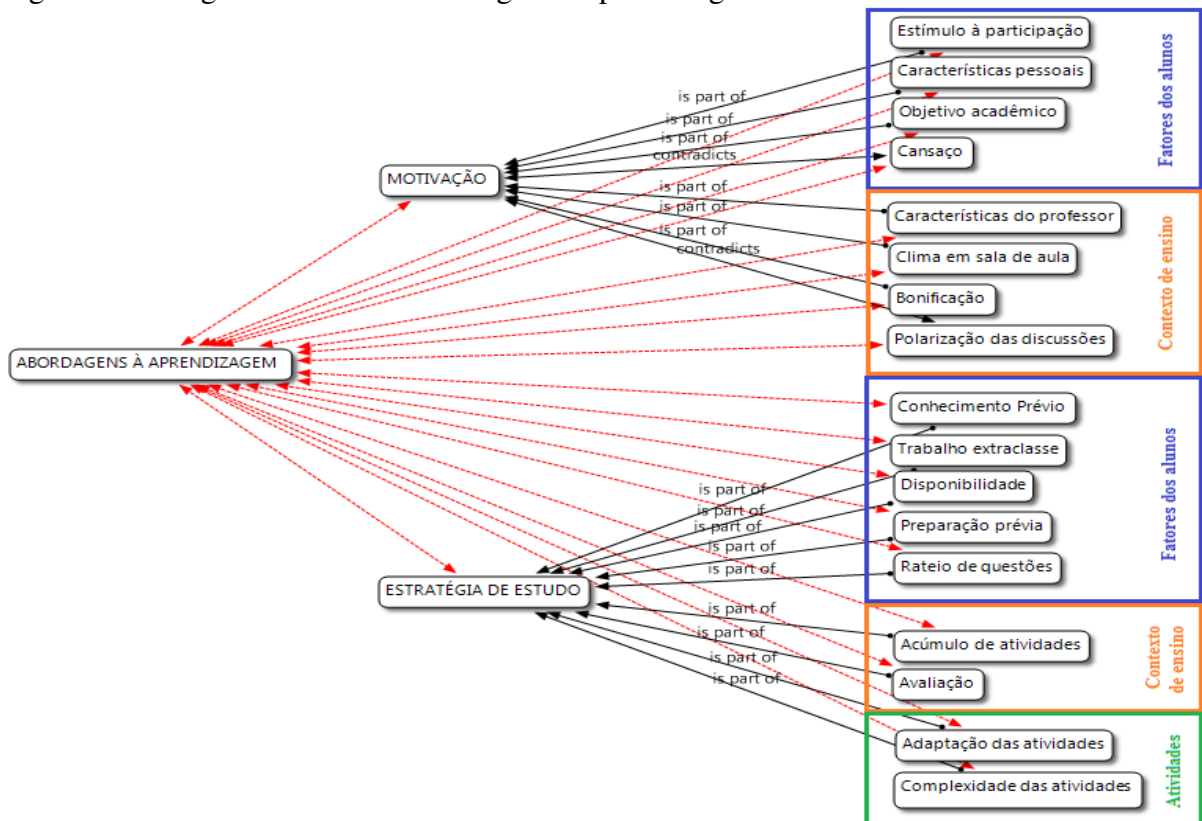 Estímulo à participação
Características pessoais
Objetivo acadêmico
Cansaço
Fatores dos alunos
is part of
is part of
is part of
contradicts
MOTIVAÇÃO
is part of
is part of
is part of
contradicts
Características do professor
Clima em sala de aula
Bonificação
Polarização das discussões
Contexto de ensino
ABORDAGENS À APRENDIZAGEM
Conhecimento Prévio
Trabalho extraclasse
Disponibilidade
Preparação prévia
Rateio de questões
Fatores dos alunos
is part of
is part of
is part of
is part of
is part of
ESTRATÉGIA DE ESTUDO
is part of
is part of
is part of
is part of
Acúmulo de atividades
Avaliação
Contexto
de ensino
Adaptação das atividades
Complexidade das atividades
Atividades